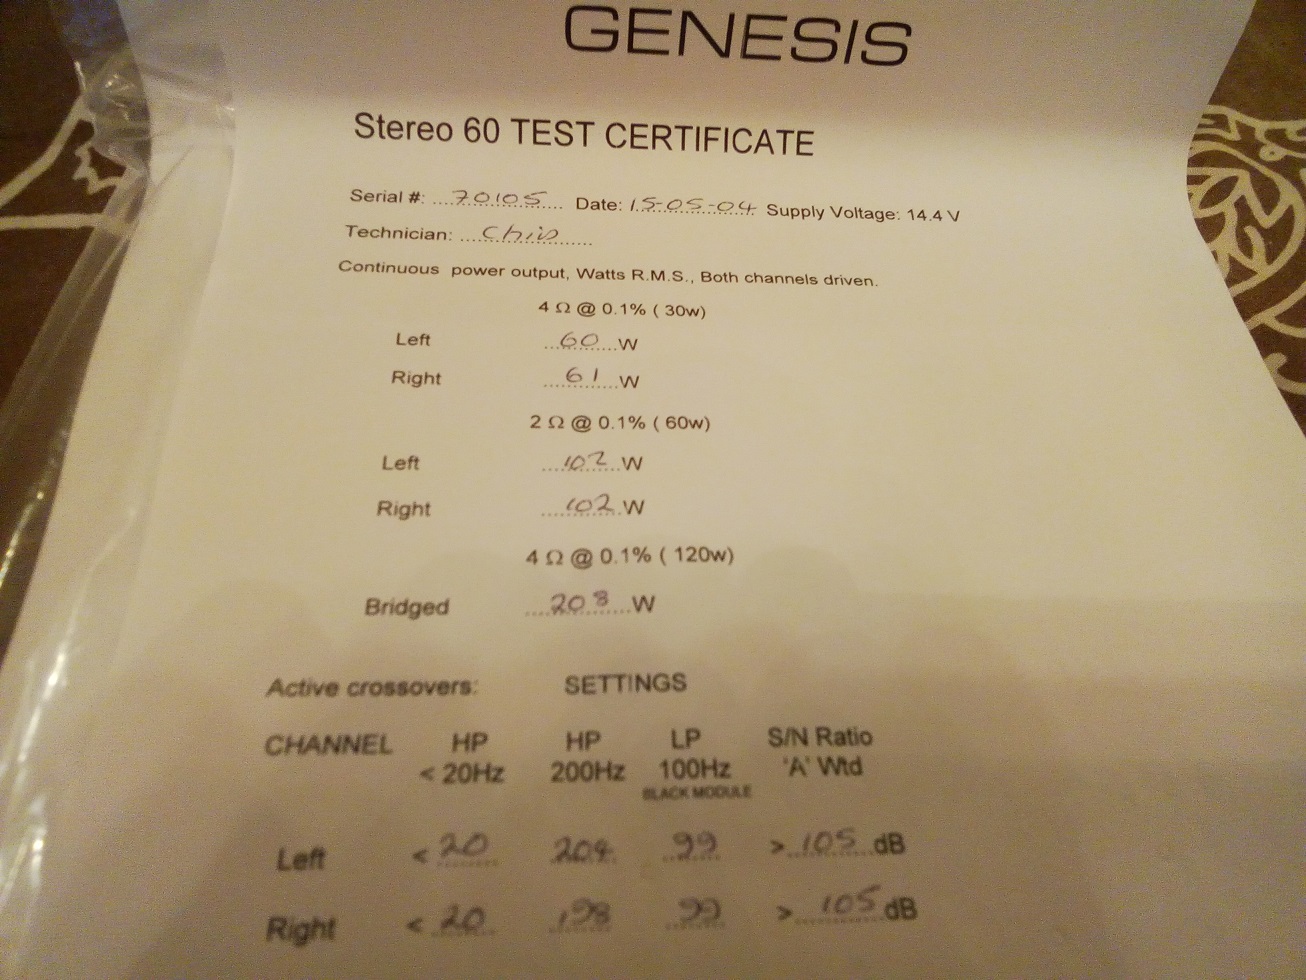 GENESIS
Stereo 60 TEST CERTIFICATE
Serial #: 70105 Date: 15-05-04 Supply Voltage: 14.4 V
Technician: Chris
Continuous power output, Watts R.M.S., Both channels driven.
4 Ω @ 0.1% ( 30w)
Left 60 W
Right 61 W
2 Ω @ 0.1% ( 60w)
Left 102 W
Right 102 W
4 Ω @ 0.1% ( 120w)
Bridged 208 W
Active crossovers: SETTINGS
CHANNEL HP HP LP S/N Ratio
< 20Hz 200Hz 100Hz 'A' Wtd
BLACK MODULE
Left < 20 204 99 > 105 dB
Right < 20 198 99 > 105 dB